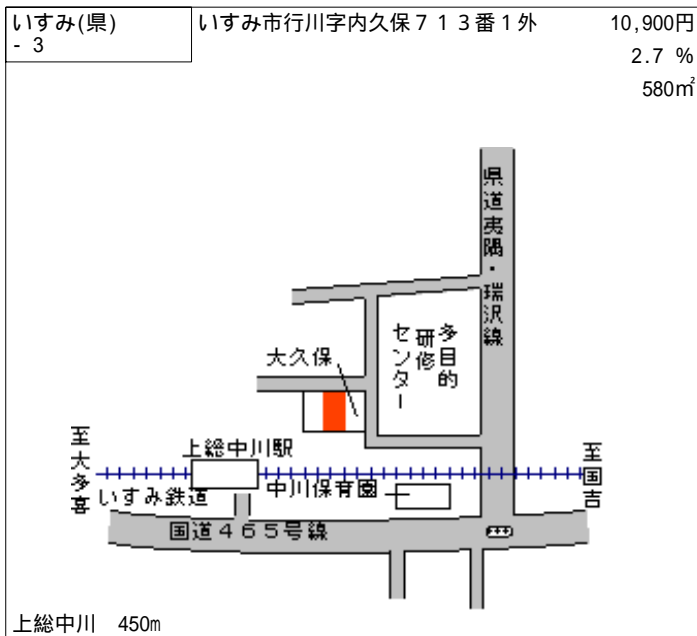 いすみ(県)
- 3
いすみ市行川字内久保７１３番１外
10,900円
2.7 %
580㎡
県道夷隅・瑞沢線
多目的
研修
センター
大久保
上総中川駅
至大多喜
いすみ鉄道
中川保育園
至国吉
国道４６５号線
上総中川 450m